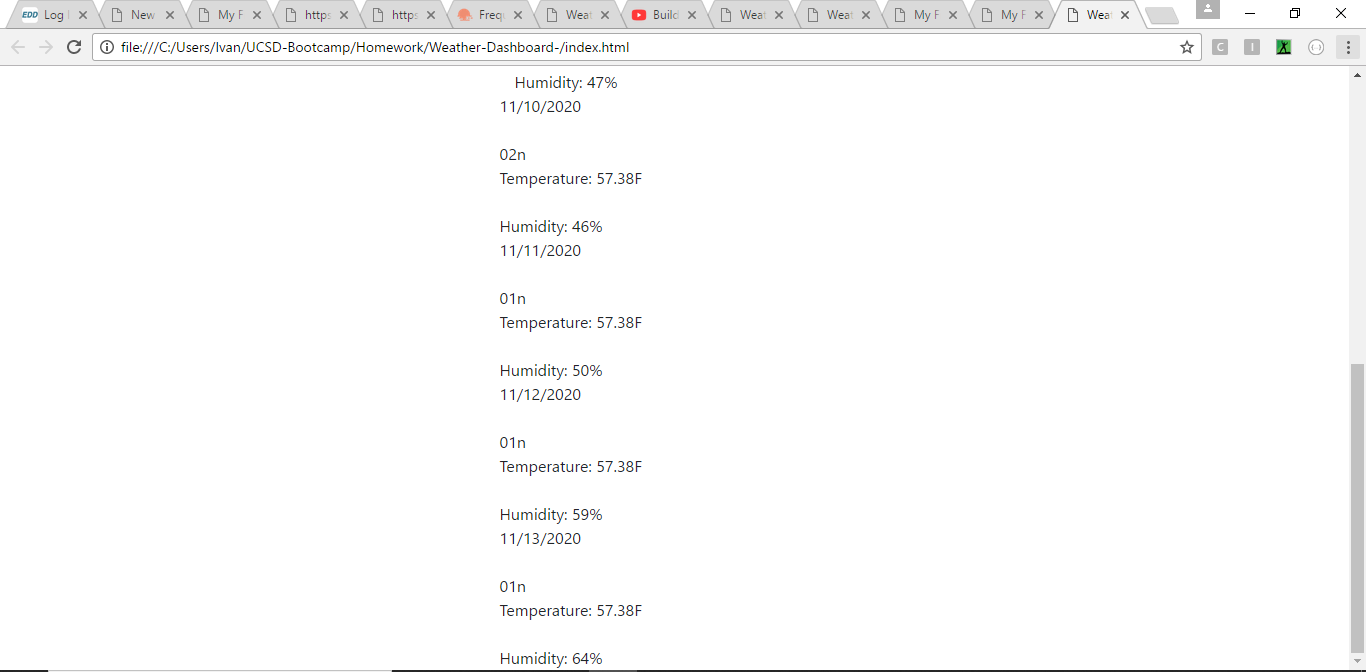 EDD Log
New
My F
https
https
Freq
Weat
Build
Weat
Weat
My F
My F
Weat
file:///C:/Users/Ivan/UCSD-Bootcamp/Homework/Weather-Dashboard-/index.html
C
I
Humidity: 47%
11/10/2020
02n
Temperature: 57.38F
Humidity: 46%
11/11/2020
01n
Temperature: 57.38F
Humidity: 50%
11/12/2020
01n
Temperature: 57.38F
Humidity: 59%
11/13/2020
01n
Temperature: 57.38F
Humidity: 64%